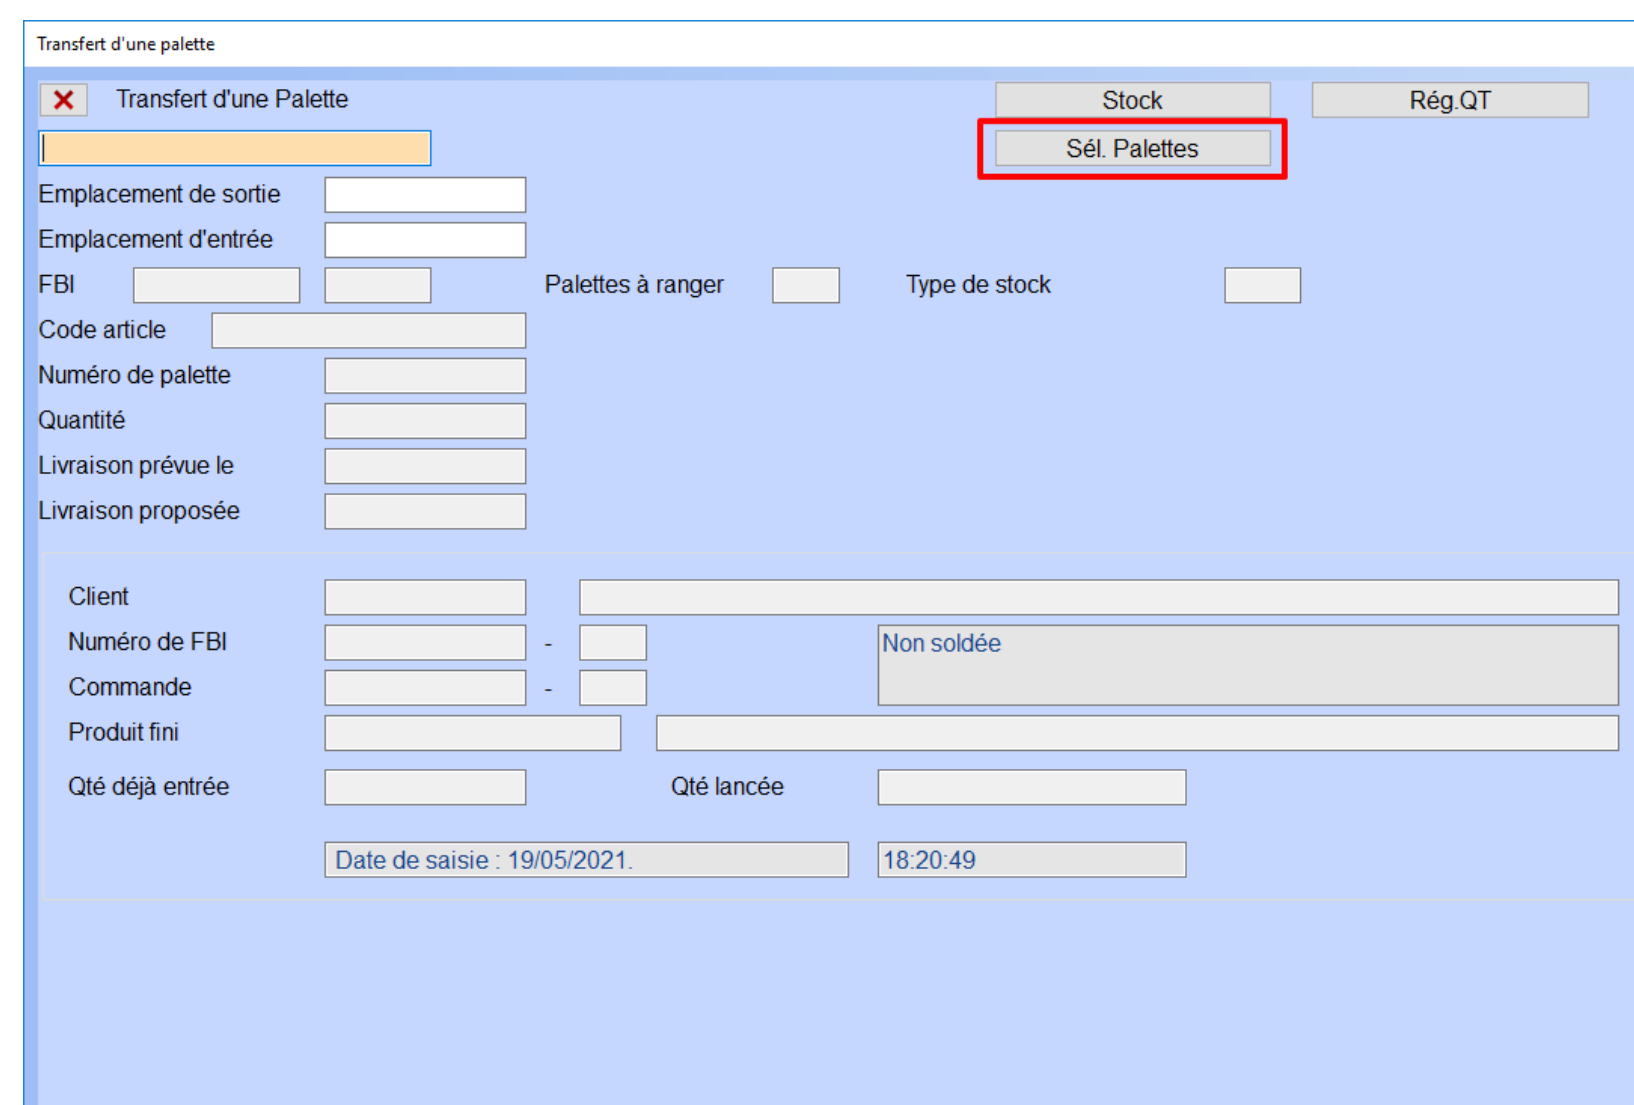 Transfert d'une palette
Transfert d'une Palette Stock Rég.QT
Sél. Palettes
Emplacement de sortie
Emplacement d'entrée
FBI Palettes à ranger Type de stock
Code article
Numéro de palette
Quantité
Livraison prévue le
Livraison proposée
Client
Numéro de FBI - Non soldée
Commande -
Produit fini
Qté déjà entrée Qté lancée
Date de saisie : 19/05/2021. 18:20:49